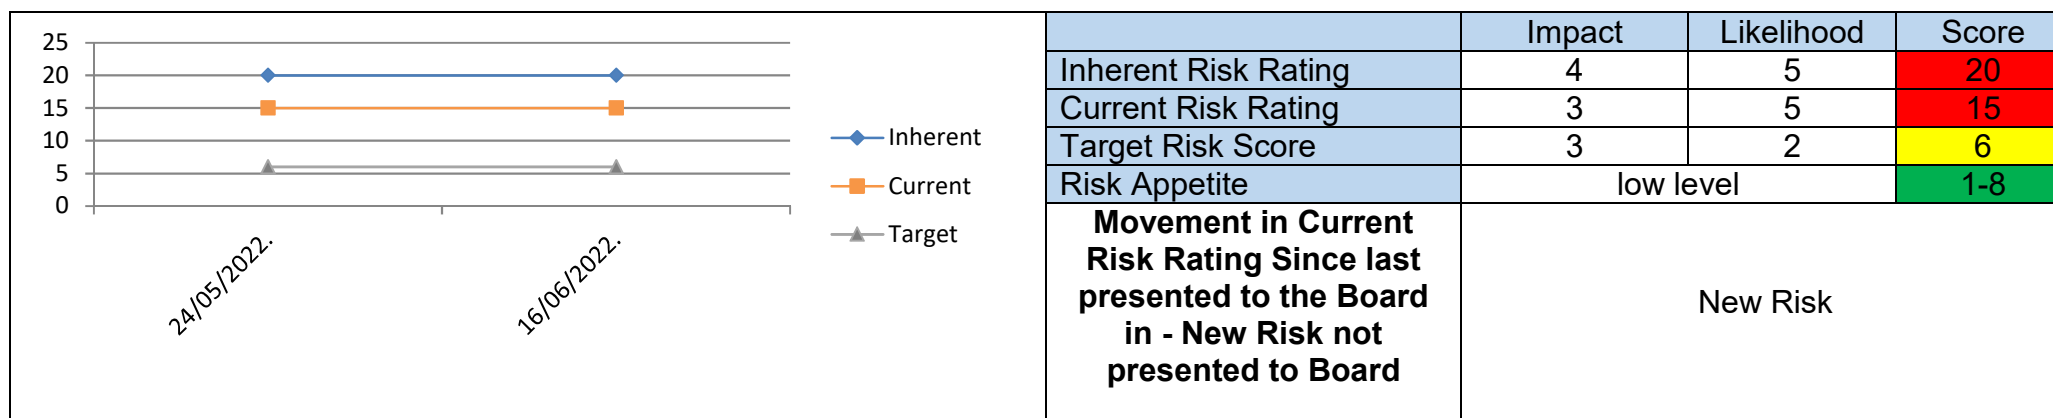 25
20
15
10
5
0
24/05/2022.
16/06/2022.
Inherent
Current
Target
Impact Likelihood Score
Inherent Risk Rating 4 5 20
Current Risk Rating 3 5 15
Target Risk Score 3 2 6
Risk Appetite low level 1-8
Movement in Current
Risk Rating Since last
presented to the Board
in - New Risk not
presented to Board
New Risk